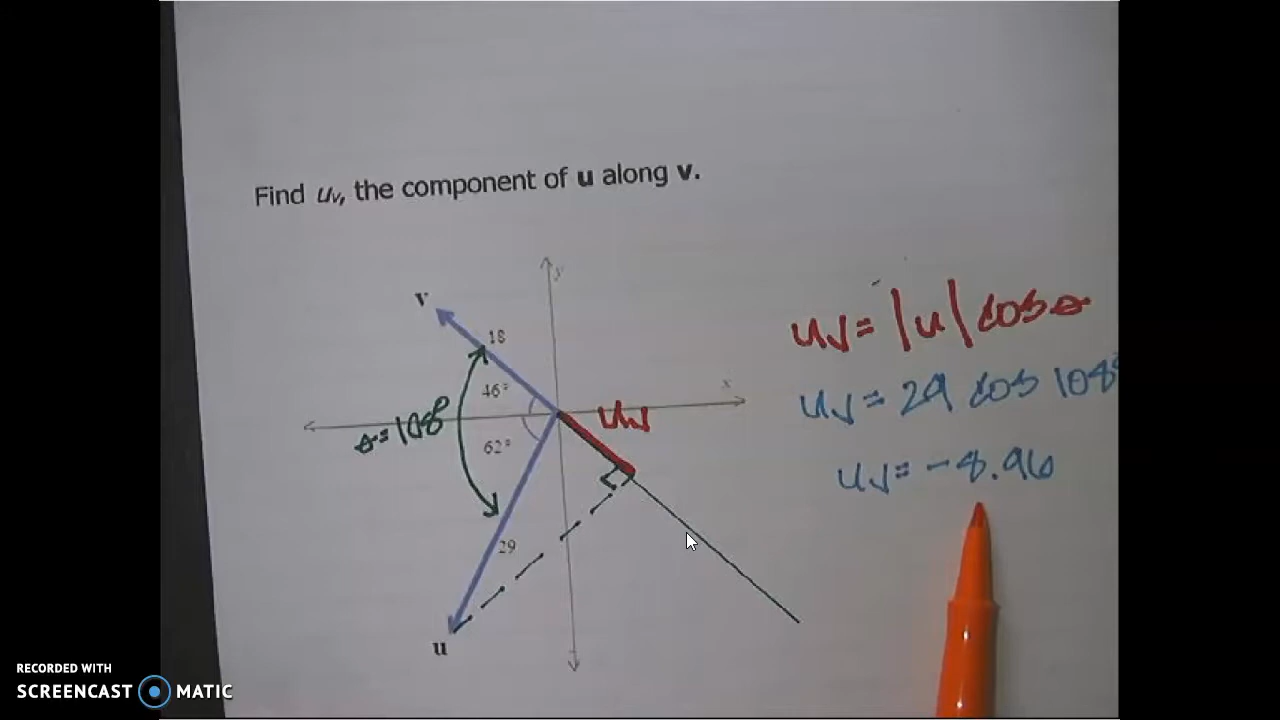 Find uv, the component of u along v.
y
v
18
uv = |u| cos θ
x
46°
uv = 29 cos 108°
uv
θ = 108
62°
uv = -8.96
29
u
RECORDED WITH
SCREENCAST MATIC